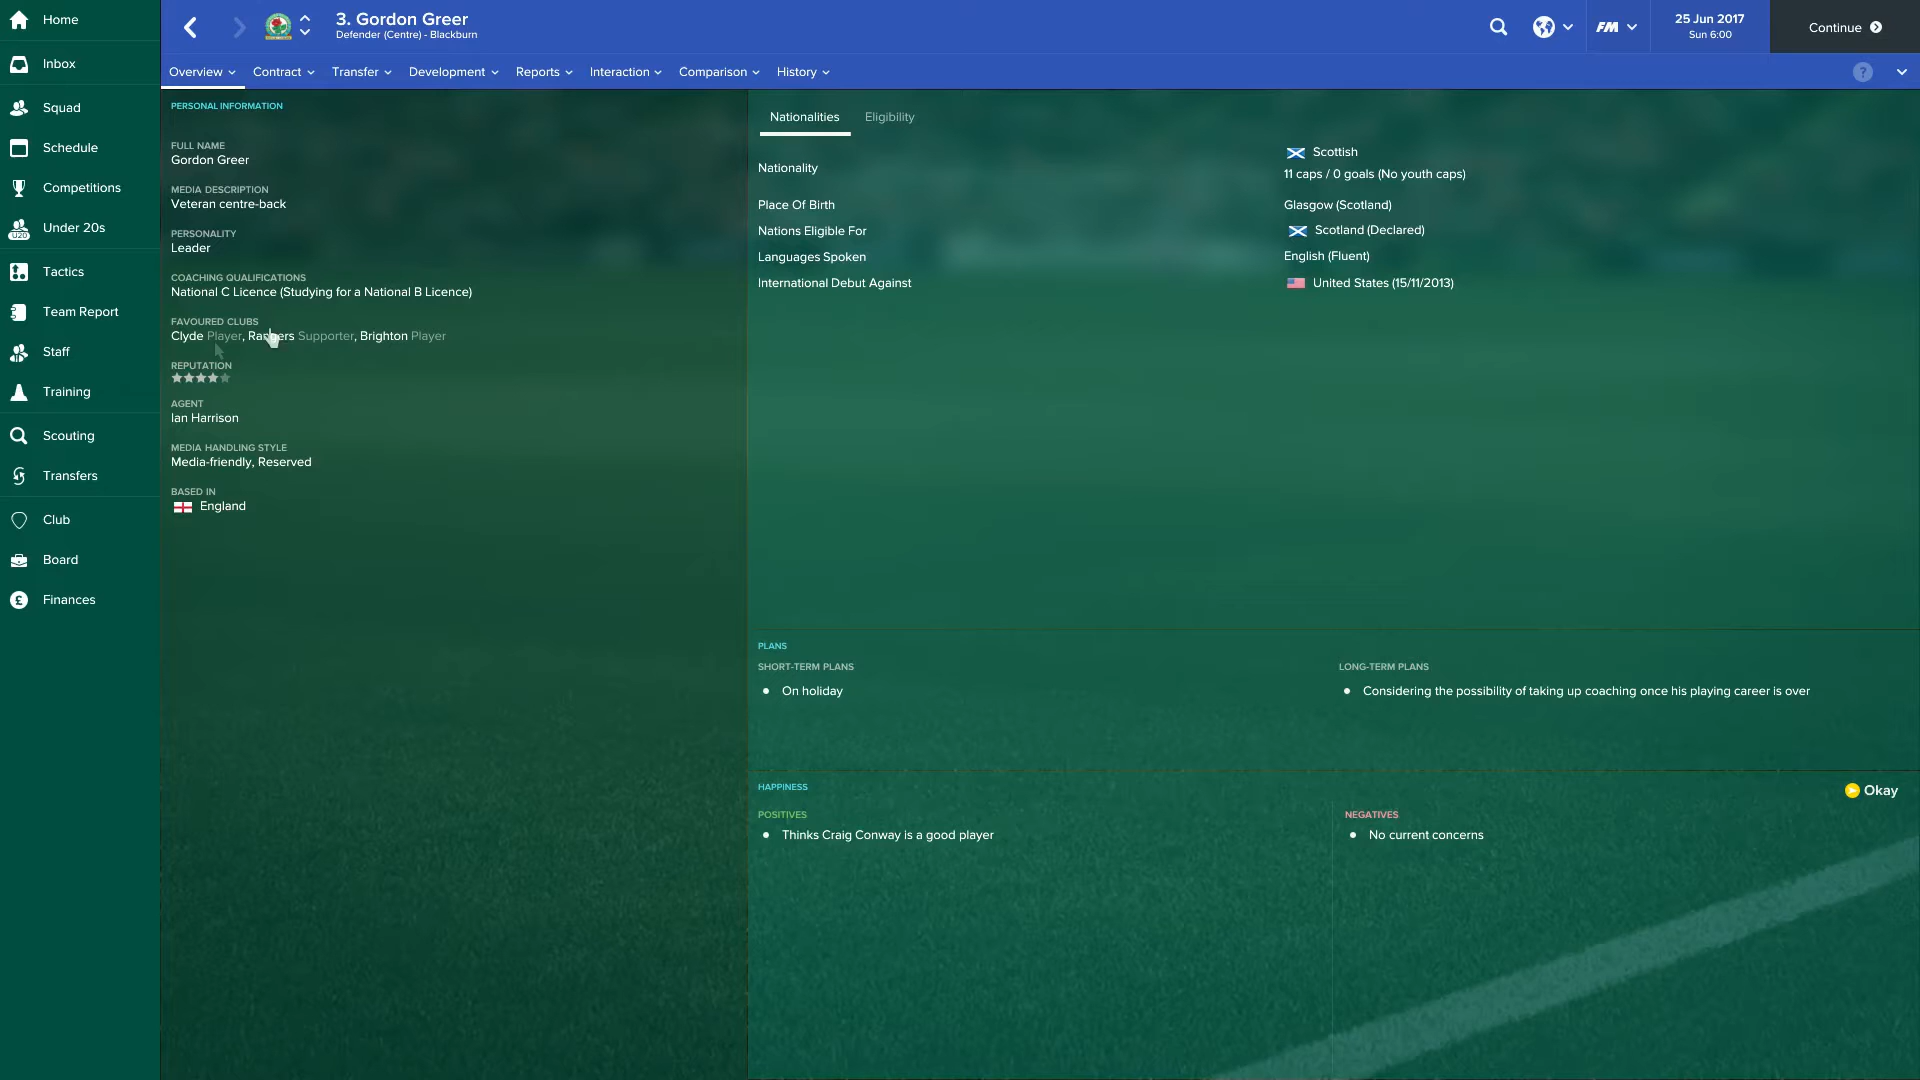 Home
Inbox
Squad
Schedule
Competitions
Under 20s
Tactics
Team Report
Staff
Training
Scouting
Transfers
Club
Board
Finances
3. Gordon Greer
Defender (Centre) - Blackburn
FM
25 Jun 2017
Sun 6:00
Continue
Overview
Contract
Transfer
Development
Reports
Interaction
Comparison
History
?
PERSONAL INFORMATION
FULL NAME
Gordon Greer
MEDIA DESCRIPTION
Veteran centre-back
PERSONALITY
Leader
COACHING QUALIFICATIONS
National C Licence (Studying for a National B Licence)
FAVOURED CLUBS
Clyde Player, Rangers Supporter, Brighton Player
REPUTATION
AGENT
Ian Harrison
MEDIA HANDLING STYLE
Media-friendly, Reserved
BASED IN
England
Nationalities
Eligibility
Nationality
Scottish
11 caps / 0 goals (No youth caps)
Place Of Birth
Glasgow (Scotland)
Nations Eligible For
Scotland (Declared)
Languages Spoken
English (Fluent)
International Debut Against
United States (15/11/2013)
PLANS
SHORT-TERM PLANS
On holiday
LONG-TERM PLANS
Considering the possibility of taking up coaching once his playing career is over
HAPPINESS
Okay
POSITIVES
Thinks Craig Conway is a good player
NEGATIVES
No current concerns